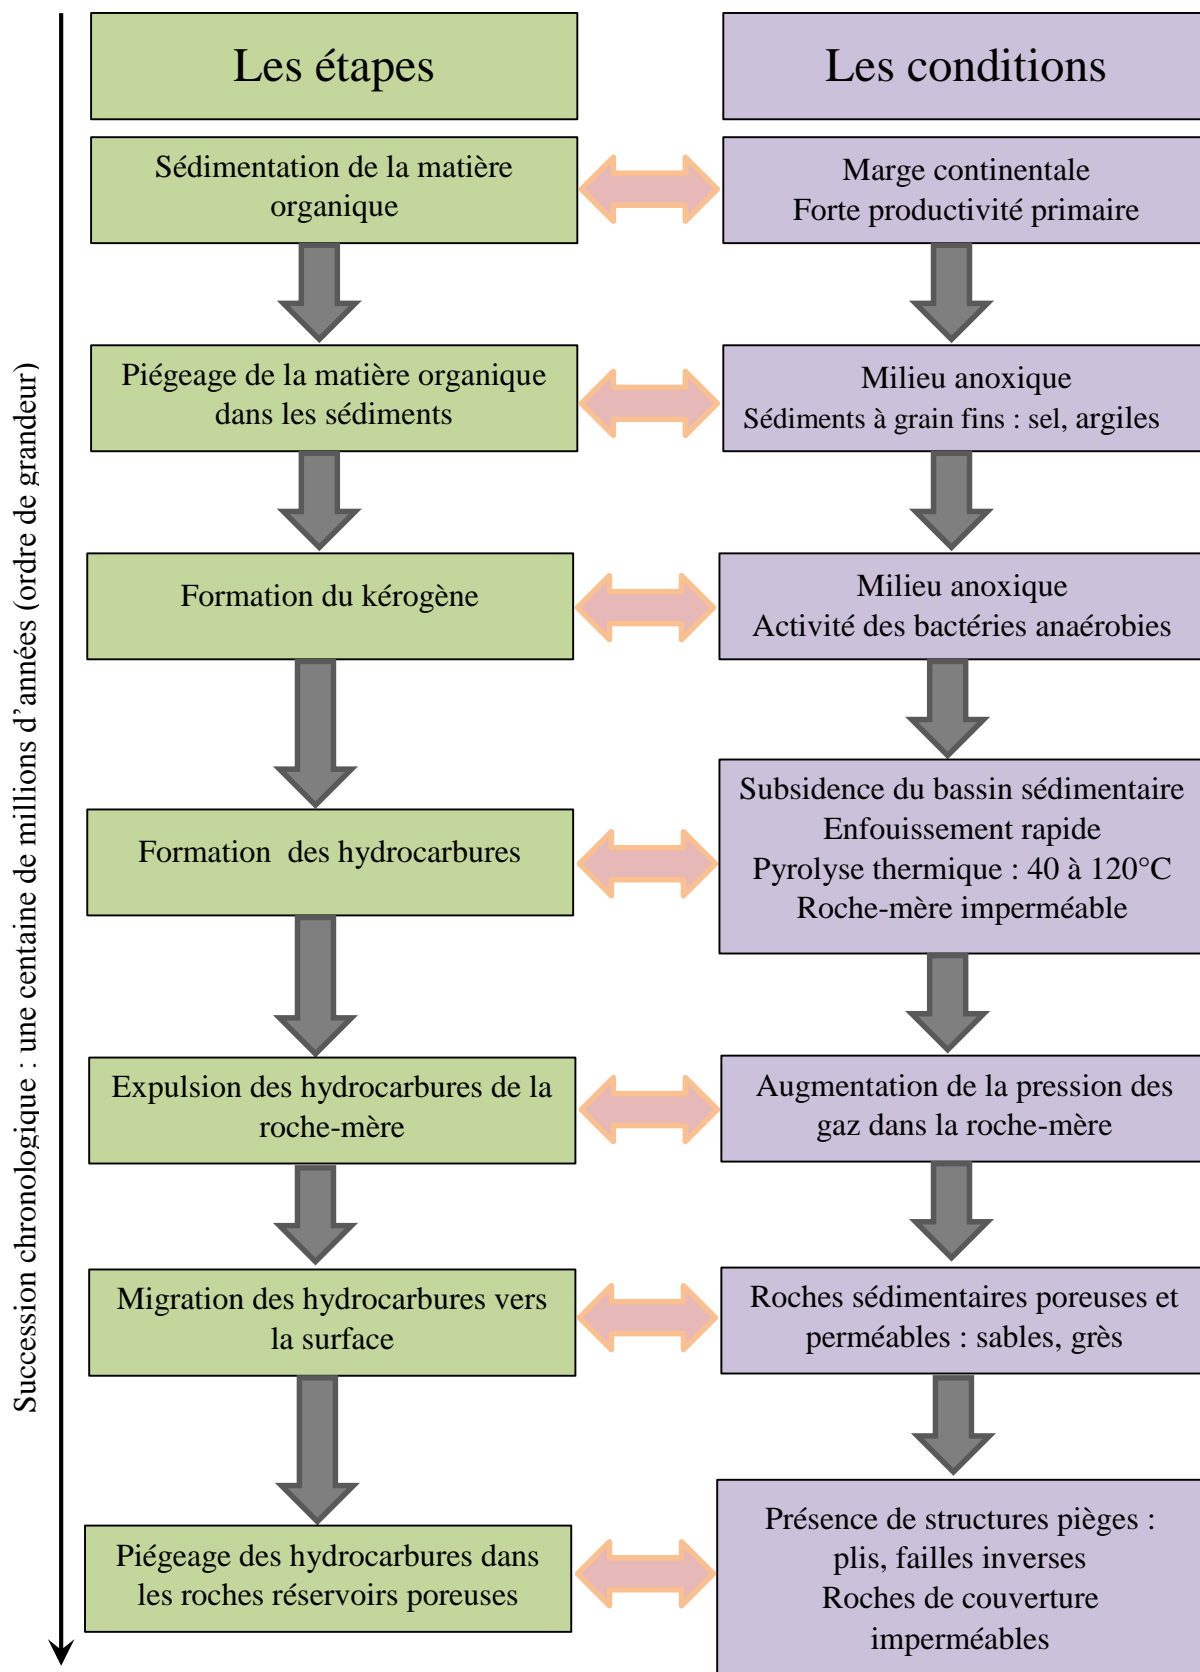 Les étapes
Les conditions
Sédimentation de la matière
organique
Marge continentale
Forte productivité primaire
Piégeage de la matière organique
dans les sédiments
Milieu anoxique
Sédiments à grain fins : sel, argiles
Formation du kérogène
Milieu anoxique
Activité des bactéries anaérobies
Formation des hydrocarbures
Subsidence du bassin sédimentaire
Enfouissement rapide
Pyrolyse thermique : 40 à 120°C
Roche-mère imperméable
Expulsion des hydrocarbures de la
roche-mère
Augmentation de la pression des
gaz dans la roche-mère
Migration des hydrocarbures vers
la surface
Roches sédimentaires poreuses et
perméables : sables, grès
Piégeage des hydrocarbures dans
les roches réservoirs poreuses
Présence de structures pièges :
plis, failles inverses
Roches de couverture
imperméables
Succession chronologique : une centaine de millions d’années (ordre de grandeur)